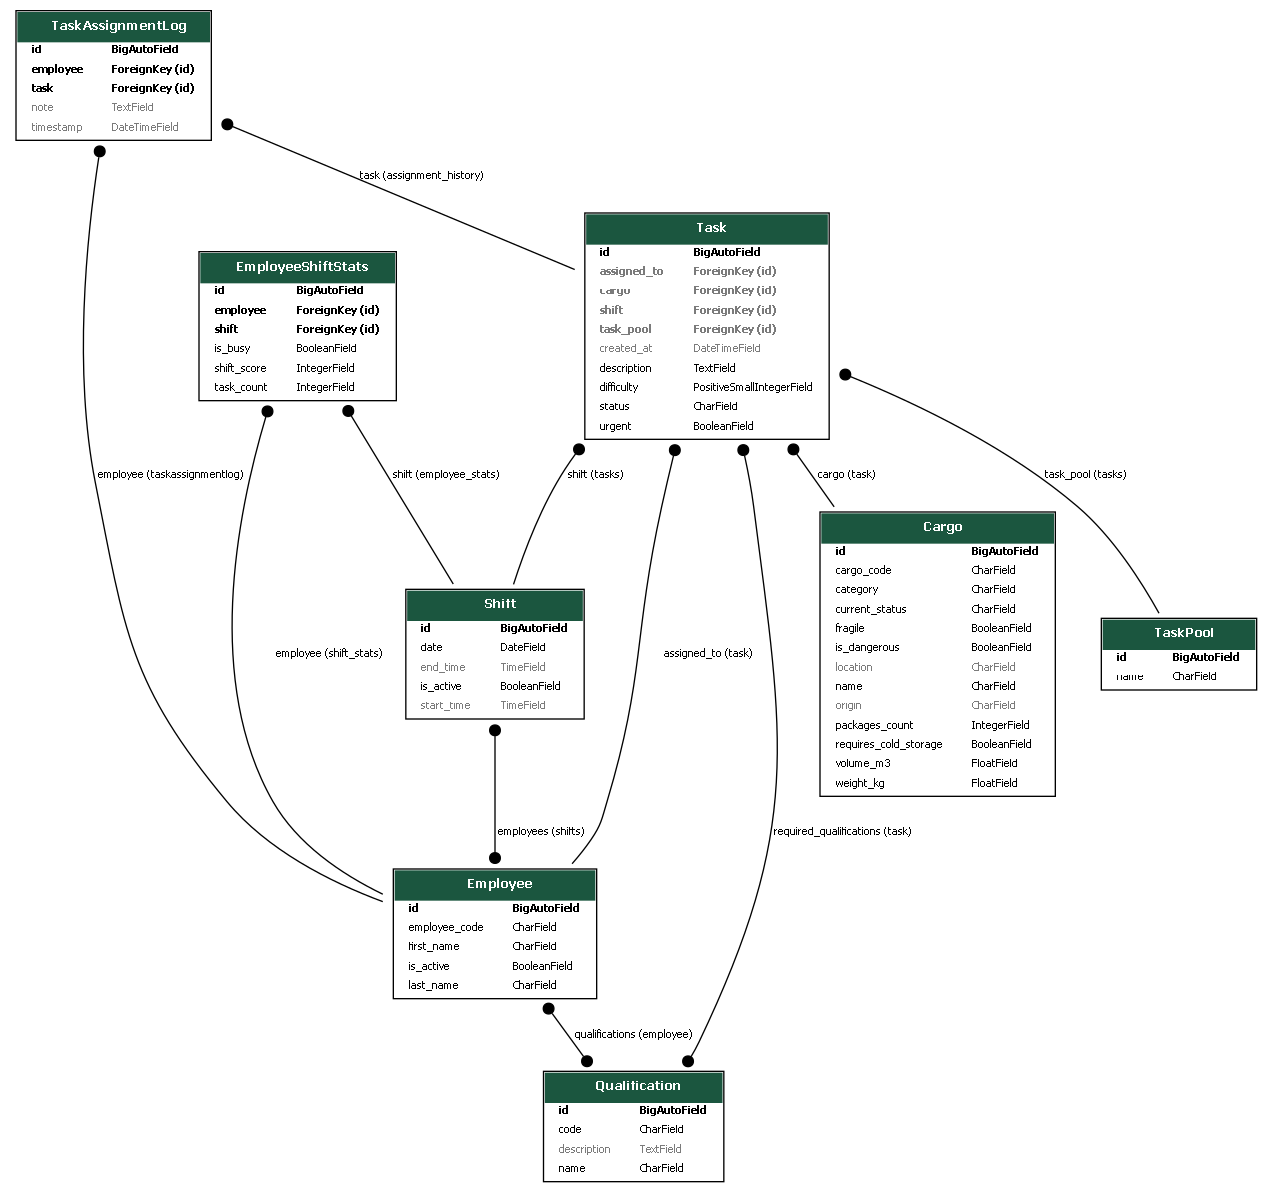 TaskAssignmentLog
id BigAutoField
employee ForeignKey (id)
task ForeignKey (id)
note TextField
timestamp DateTimeField
task (assignment_history)
Task
id BigAutoField
assigned_to ForeignKey (id)
cargo ForeignKey (id)
shift ForeignKey (id)
task_pool ForeignKey (id)
created_at DateTimeField
description TextField
difficulty PositiveSmallIntegerField
status CharField
urgent BooleanField
EmployeeShiftStats
id BigAutoField
employee ForeignKey (id)
shift ForeignKey (id)
is_busy BooleanField
shift_score IntegerField
task_count IntegerField
employee (taskassignmentlog)
shift (employee_stats)
shift (tasks)
cargo (task)
task_pool (tasks)
Cargo
id BigAutoField
cargo_code CharField
category CharField
current_status CharField
fragile BooleanField
is_dangerous BooleanField
location CharField
name CharField
origin CharField
packages_count IntegerField
requires_cold_storage BooleanField
volume_m3 FloatField
weight_kg FloatField
Shift
id BigAutoField
date DateField
end_time TimeField
is_active BooleanField
start_time TimeField
TaskPool
id BigAutoField
name CharField
employee (shift_stats)
assigned_to (task)
employees (shifts)
required_qualifications (task)
Employee
id BigAutoField
employee_code CharField
first_name CharField
is_active BooleanField
last_name CharField
qualifications (employee)
Qualification
id BigAutoField
code CharField
description TextField
name CharField